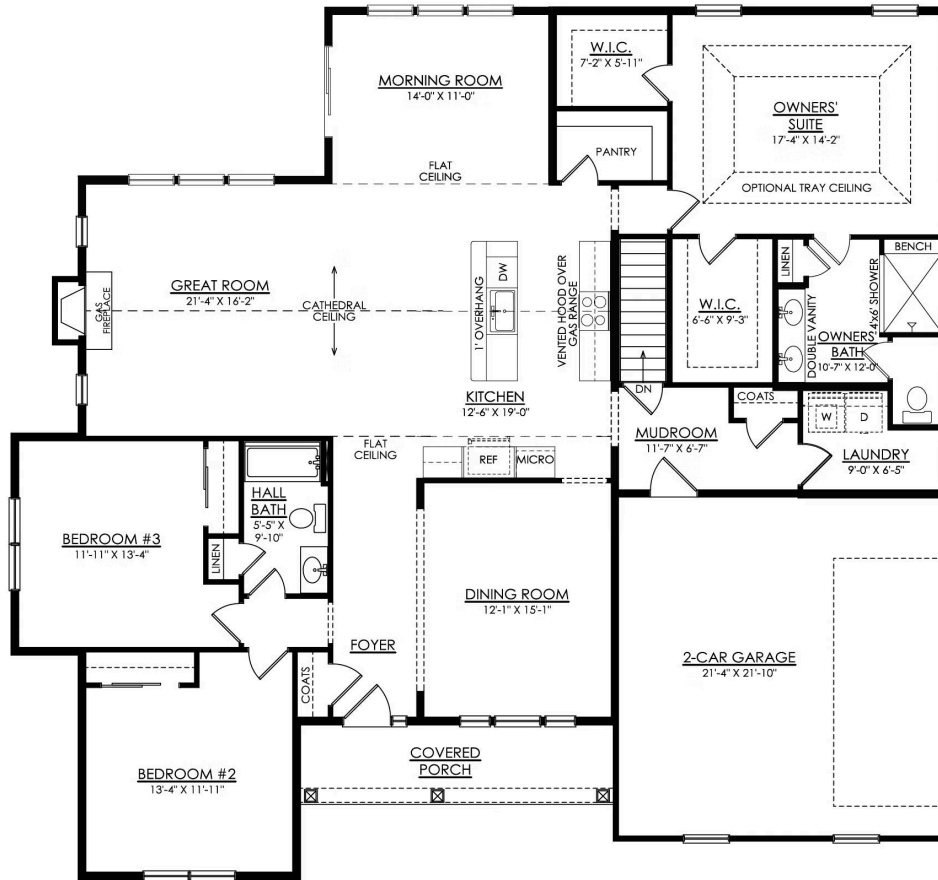 MORNING ROOM
14'-0" X 11'-0"
W.I.C.
7'-2" X 5'-11"
OWNERS'
SUITE
17'-4" X 14'-2"
OPTIONAL TRAY CEILING
PANTRY
FLAT
CEILING
GREAT ROOM
21'-4" X 16'-2"
GAS
FIREPLACE
CATHEDRAL
CEILING
1' OVERHANG
DW
VENTED HOOD OVER
GAS RANGE
KITCHEN
12'-6" X 19'-0"
DN
W.I.C.
6'-6" X 9'-3"
LINEN
DOUBLE VANITY
BENCH
4'x6' SHOWER
OWNERS'
BATH
10'-7" X 12'-0"
COATS
MUDROOM
11'-7" X 6'-7"
W
D
LAUNDRY
9'-0" X 6'-5"
FLAT
CEILING
REF
MICRO
HALL
BATH
5'-5" X
9'-10"
BEDROOM #3
11'-11" X 13'-4"
LINEN
DINING ROOM
12'-1" X 15'-1"
FOYER
COATS
2-CAR GARAGE
21'-4" X 21'-10"
BEDROOM #2
13'-4" X 11'-11"
COVERED
PORCH